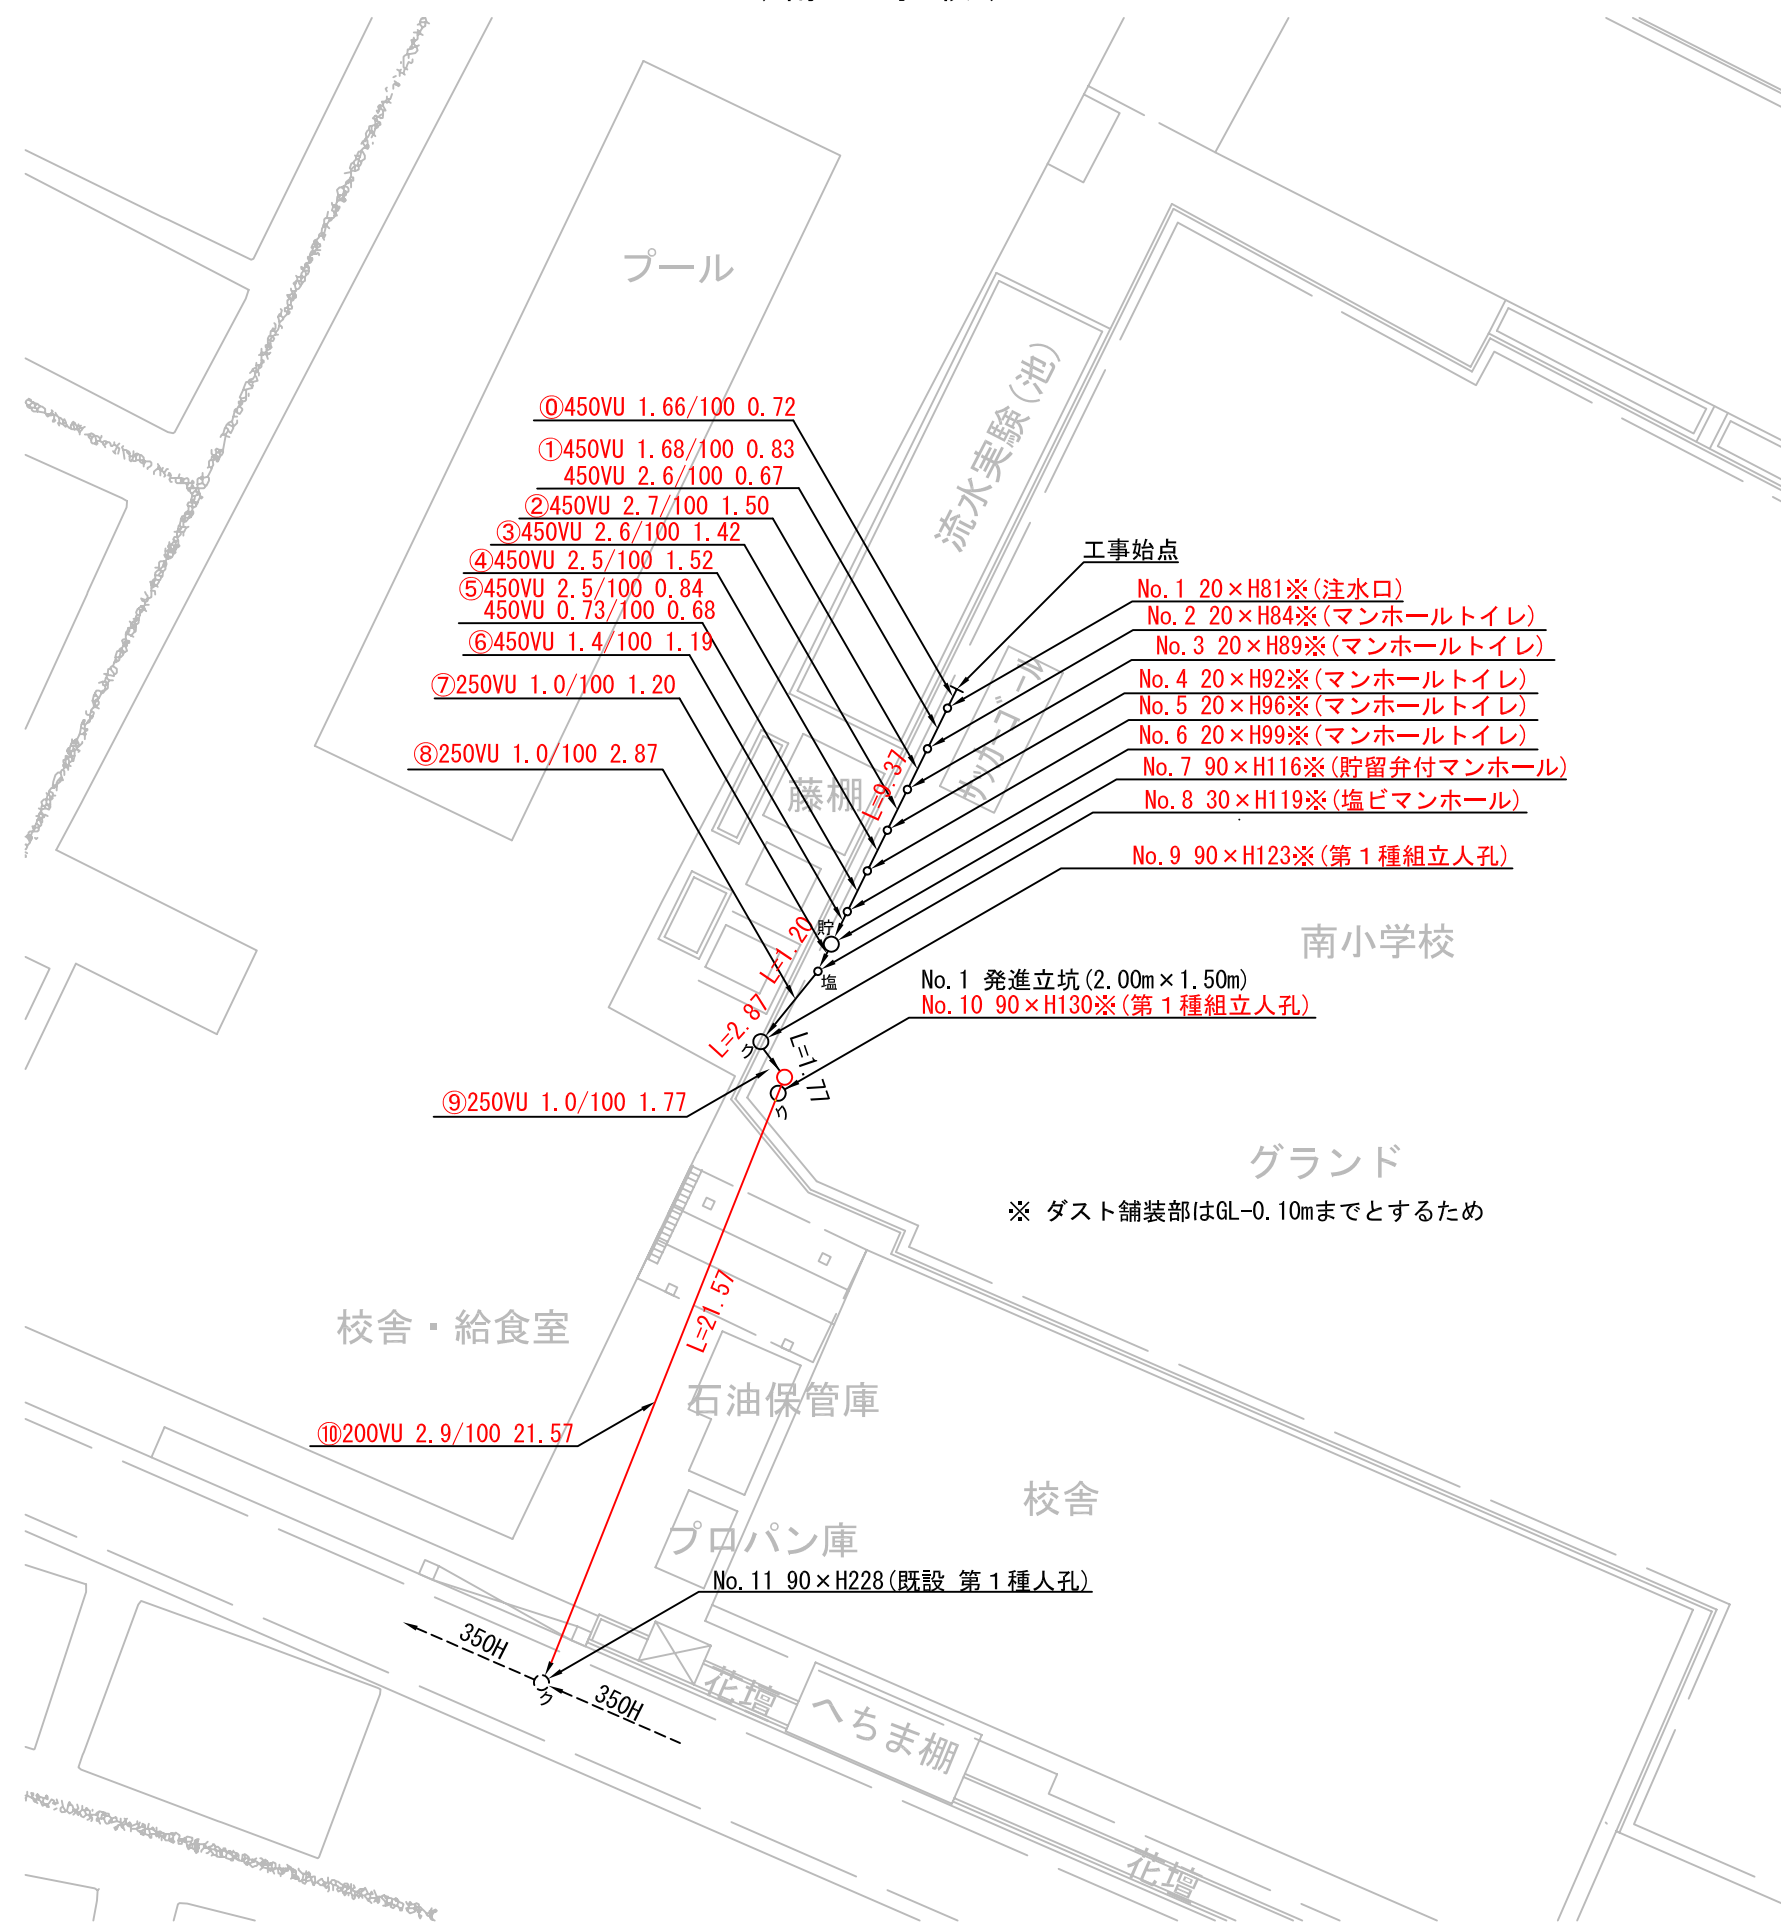 プール
流水実験(池)
⓪450VU 1.66/100 0.72
①450VU 1.68/100 0.83
450VU 2.6/100 0.67
②450VU 2.7/100 1.50
③450VU 2.6/100 1.42
④450VU 2.5/100 1.52
⑤450VU 2.5/100 0.84
450VU 0.73/100 0.68
⑥450VU 1.4/100 1.19
⑦250VU 1.0/100 1.20
⑧250VU 1.0/100 2.87
工事始点
No.1 20×H81※(注水口)
No.2 20×H84※(マンホールトイレ)
No.3 20×H89※(マンホールトイレ)
No.4 20×H92※(マンホールトイレ)
No.5 20×H96※(マンホールトイレ)
No.6 20×H99※(マンホールトイレ)
No.7 90×H116※(貯留弁付マンホール)
No.8 30×H119※(塩ビマンホール)
No.9 90×H123※(第1種組立人孔)
サッカーゴール
藤棚
L=9.37
貯
L=1.20
塩
南小学校
No.1 発進立坑(2.00m×1.50m)
No.10 90×H130※(第1種組立人孔)
L=2.87
ク
L=1.77
ク
⑨250VU 1.0/100 1.77
グランド
※ ダスト舗装部はGL-0.10mまでとするため
L=21.57
校舎・給食室
石油保管庫
⑩200VU 2.9/100 21.57
校舎
プロパン庫
No.11 90×H228(既設 第1種人孔)
350H
350H
ク
花壇
へちま棚
花壇